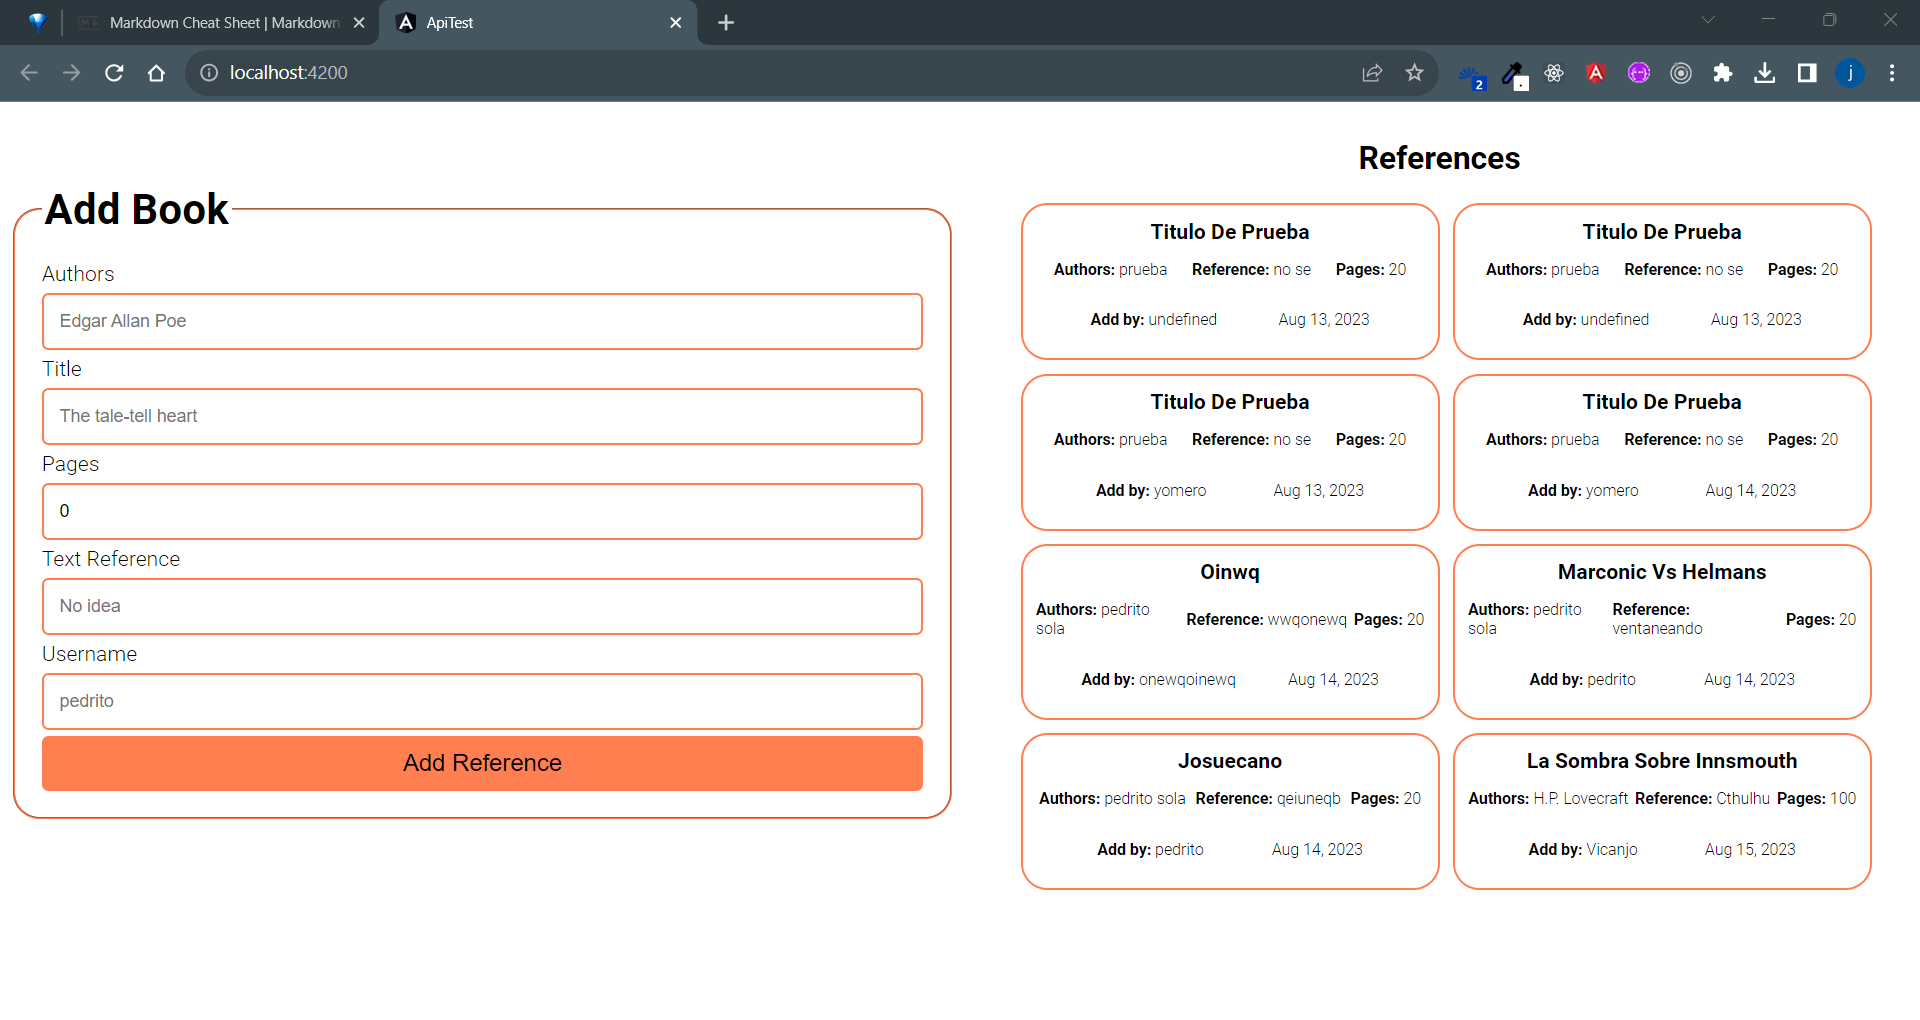 Markdown Cheat Sheet | Markdown
ApiTest
localhost:4200
2
j
Add Book
Authors
Edgar Allan Poe
Title
The tale-tell heart
Pages
0
Text Reference
No idea
Username
pedrito
Add Reference
References
Titulo De Prueba
Authors: prueba Reference: no se Pages: 20
Add by: undefined Aug 13, 2023
Titulo De Prueba
Authors: prueba Reference: no se Pages: 20
Add by: undefined Aug 13, 2023
Titulo De Prueba
Authors: prueba Reference: no se Pages: 20
Add by: yomero Aug 13, 2023
Titulo De Prueba
Authors: prueba Reference: no se Pages: 20
Add by: yomero Aug 14, 2023
Oinwq
Authors: pedrito
sola
Reference: wwqonewq Pages: 20
Add by: onewqoinewq Aug 14, 2023
Marconic Vs Helmans
Authors: pedrito
sola
Reference:
ventaneando
Pages: 20
Add by: pedrito Aug 14, 2023
Josuecano
Authors: pedrito sola Reference: qeiuneqb Pages: 20
Add by: pedrito Aug 14, 2023
La Sombra Sobre Innsmouth
Authors: H.P. Lovecraft Reference: Cthulhu Pages: 100
Add by: Vicanjo Aug 15, 2023